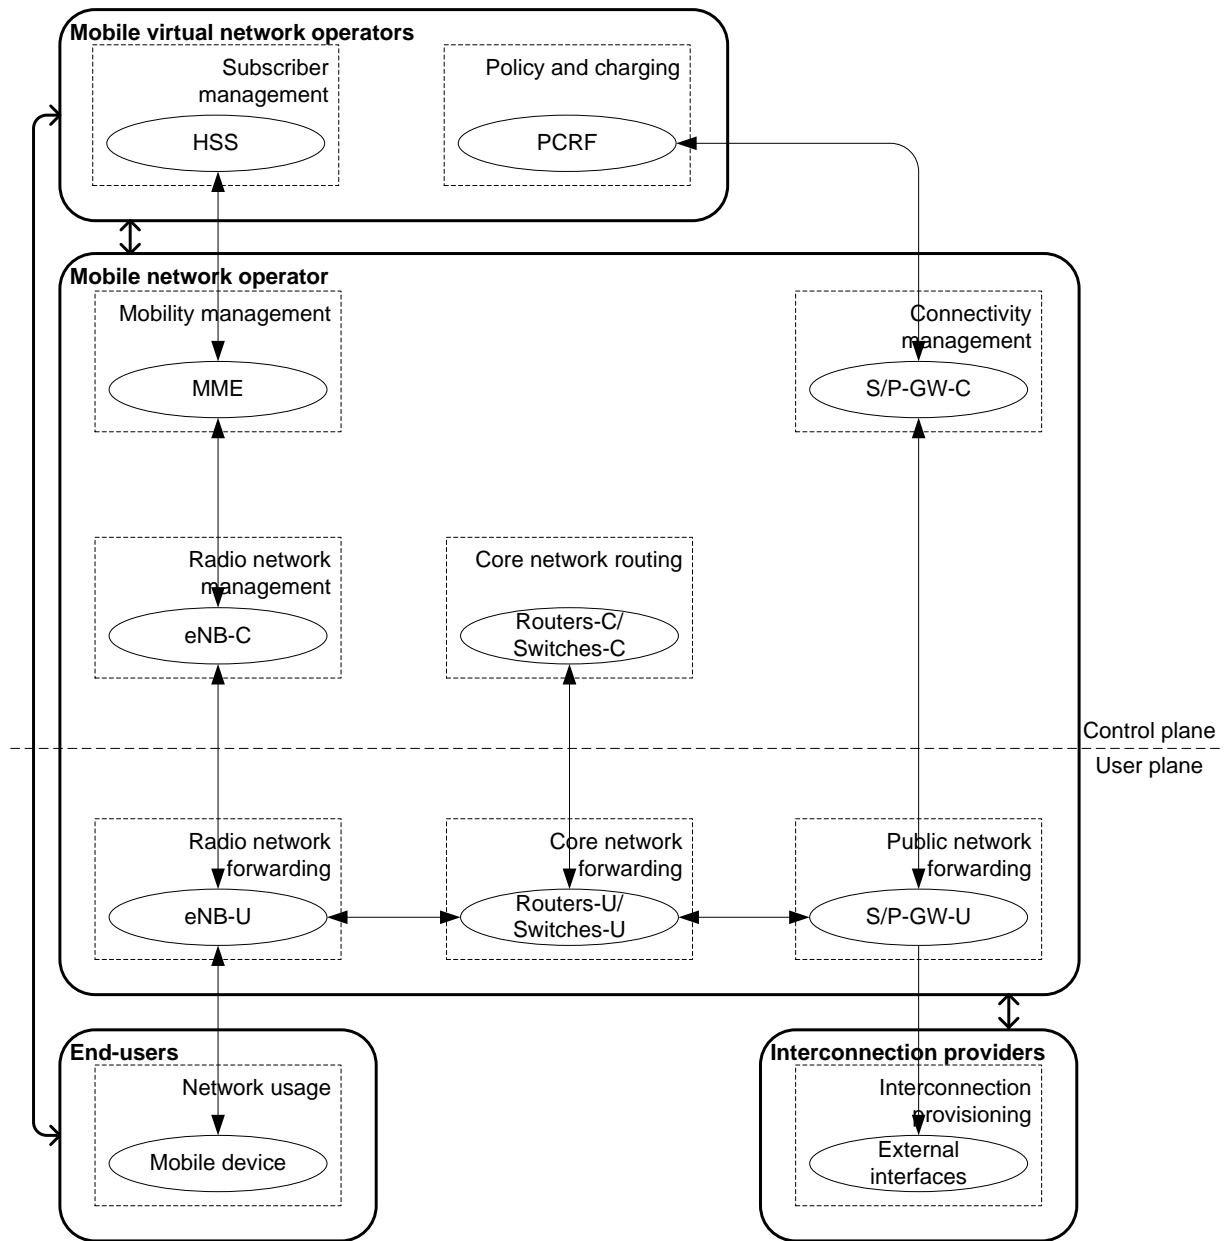 Mobile virtual network operators
Subscriber
management
HSS
Policy and charging
PCRF
Mobile network operator
Mobility management
MME
Connectivity
management
S/P-GW-C
Radio network
management
eNB-C
Core network routing
Routers-C/
Switches-C
Control plane
User plane
Radio network
forwarding
eNB-U
Core network
forwarding
Routers-U/
Switches-U
Public network
forwarding
S/P-GW-U
End-users
Network usage
Mobile device
Interconnection providers
Interconnection
provisioning
External
interfaces